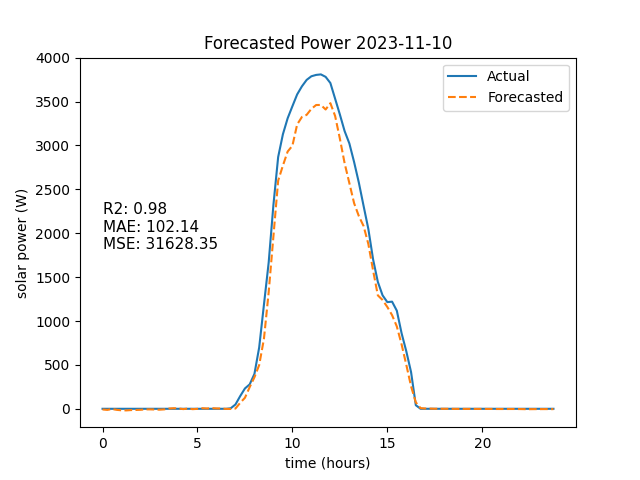 Forecasted Power 2023-11-10
Actual
Forecasted
R2: 0.98
MAE: 102.14
MSE: 31628.35
solar power (W)
4000
3500
3000
2500
2000
1500
1000
500
0
0 5 10 15 20
time (hours)